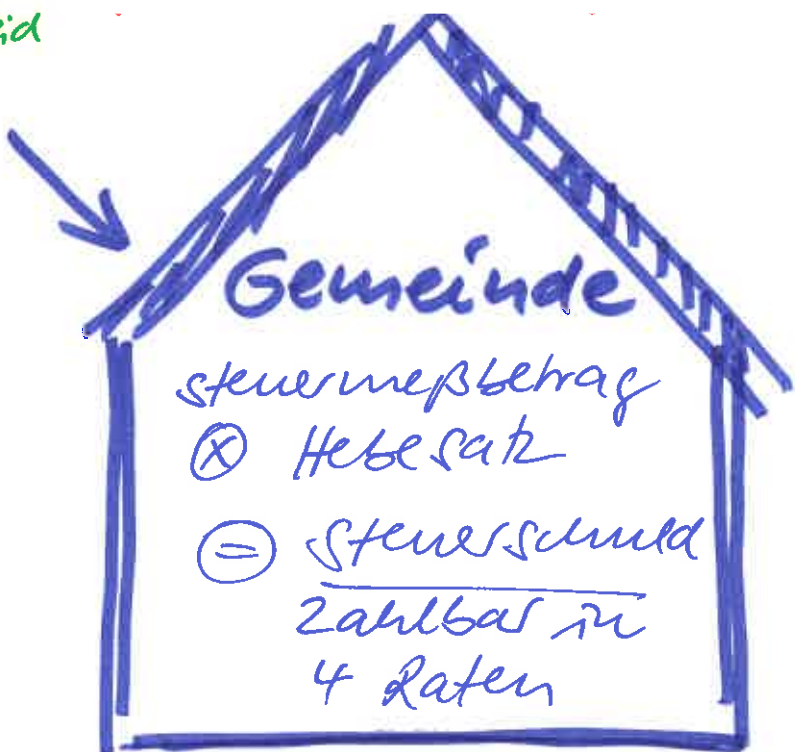 Gemeinde
steuermeßbetrag
⊗ Hebesatz
⊜ Steuerschuld
Zahlbar in
4 Raten